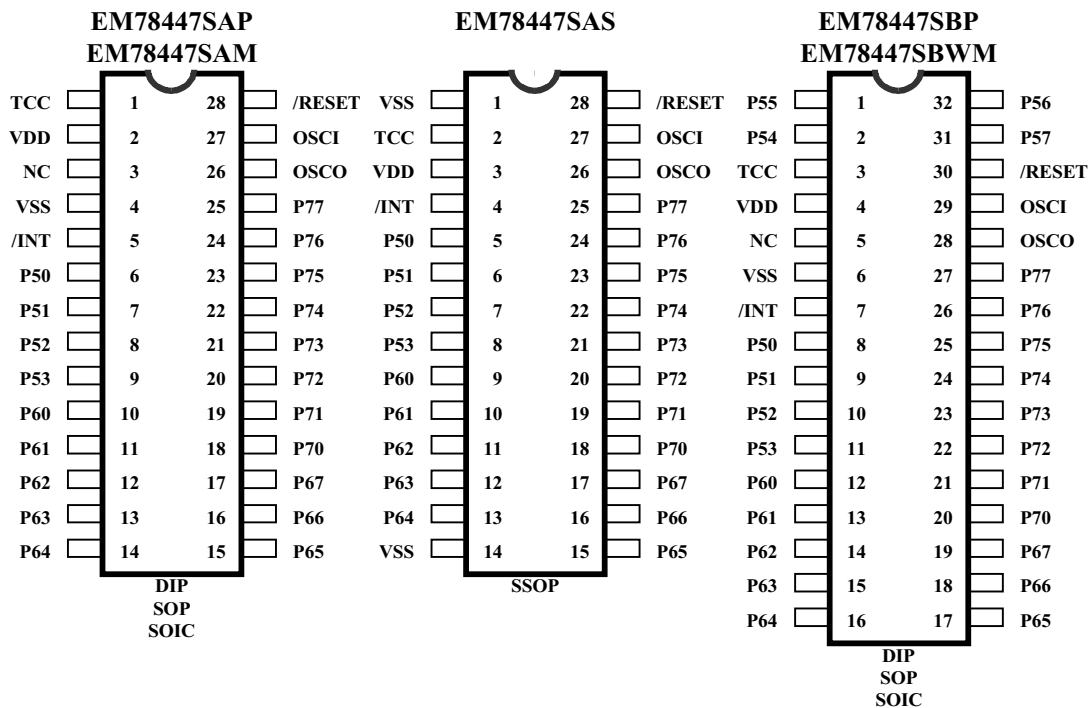 EM78447SAP
EM78447SAM
TCC 1 28 /RESET
VDD 2 27 OSCI
NC 3 26 OSCO
VSS 4 25 P77
/INT 5 24 P76
P50 6 23 P75
P51 7 22 P74
P52 8 21 P73
P53 9 20 P72
P60 10 19 P71
P61 11 18 P70
P62 12 17 P67
P63 13 16 P66
P64 14 15 P65
DIP
SOP
SOIC
EM78447SAS
VSS 1 28 /RESET
TCC 2 27 OSCI
VDD 3 26 OSCO
/INT 4 25 P77
P50 5 24 P76
P51 6 23 P75
P52 7 22 P74
P53 8 21 P73
P60 9 20 P72
P61 10 19 P71
P62 11 18 P70
P63 12 17 P67
P64 13 16 P66
VSS 14 15 P65
SSOP
EM78447SBP
EM78447SBWM
P55 1 32 P56
P54 2 31 P57
TCC 3 30 /RESET
VDD 4 29 OSCI
NC 5 28 OSCO
VSS 6 27 P77
/INT 7 26 P76
P50 8 25 P75
P51 9 24 P74
P52 10 23 P73
P53 11 22 P72
P60 12 21 P71
P61 13 20 P70
P62 14 19 P67
P63 15 18 P66
P64 16 17 P65
DIP
SOP
SOIC